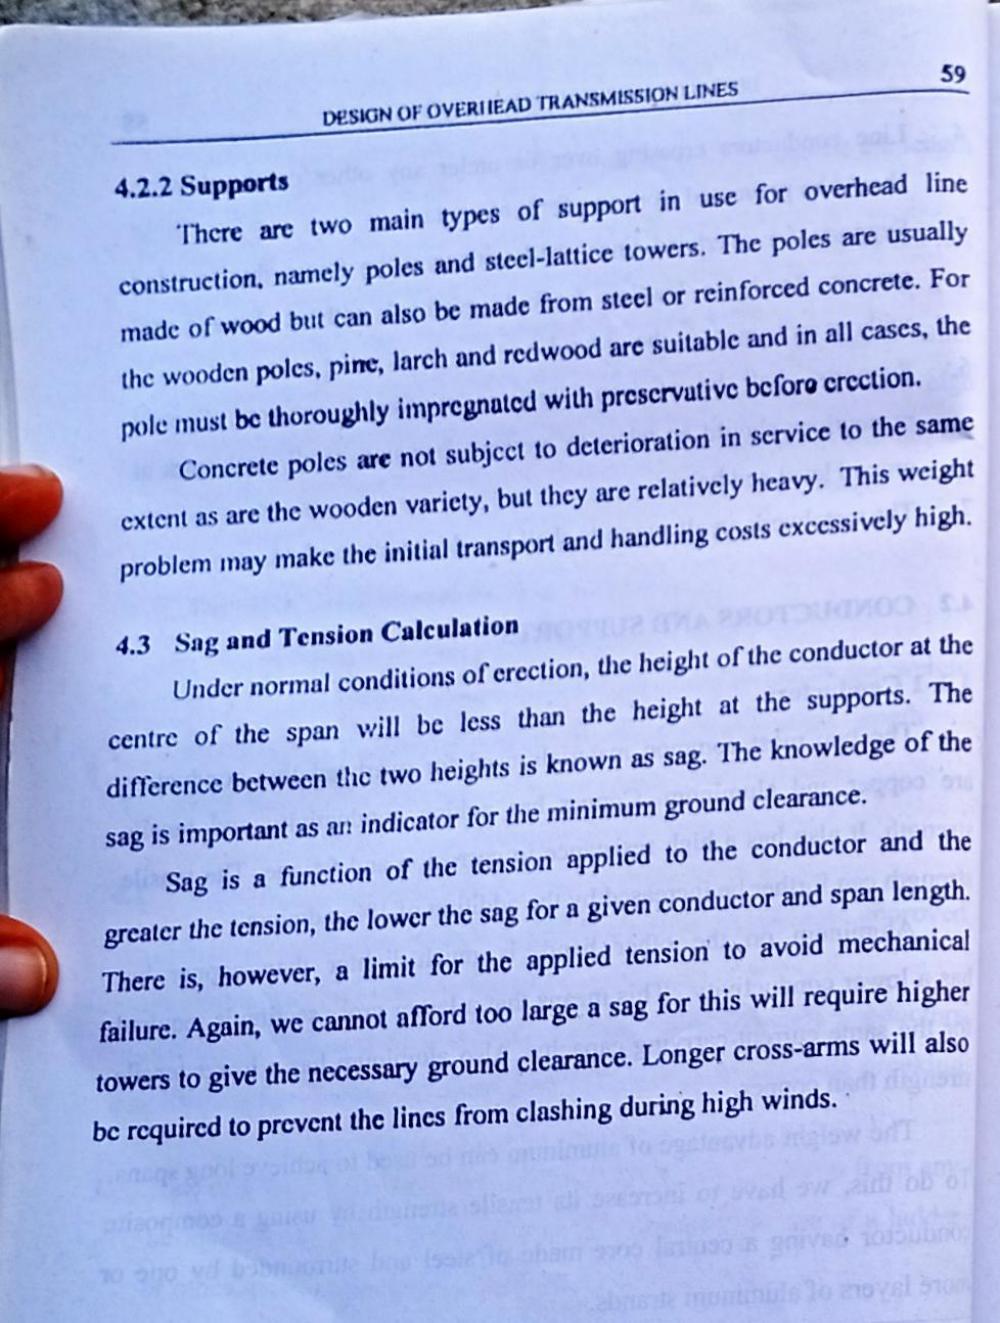 59
DESIGN OF OVERHEAD TRANSMISSION LINES
4.2.2 Supports
There are two main types of support in use for overhead line
construction, namely poles and steel-lattice towers. The poles are usually
made of wood but can also be made from steel or reinforced concrete. For
the wooden poles, pine, larch and redwood are suitable and in all cases, the
pole must be thoroughly impregnated with preservative before erection.
Concrete poles are not subject to deterioration in service to the same
extent as are the wooden variety, but they are relatively heavy. This weight
problem may make the initial transport and handling costs excessively high.
4.3 Sag and Tension Calculation
Under normal conditions of erection, the height of the conductor at the
centre of the span will be less than the height at the supports. The
difference between the two heights is known as sag. The knowledge of the
sag is important as an indicator for the minimum ground clearance.
Sag is a function of the tension applied to the conductor and the
greater the tension, the lower the sag for a given conductor and span length.
There is, however, a limit for the applied tension to avoid mechanical
failure. Again, we cannot afford too large a sag for this will require higher
towers to give the necessary ground clearance. Longer cross-arms will also
be required to prevent the lines from clashing during high winds.